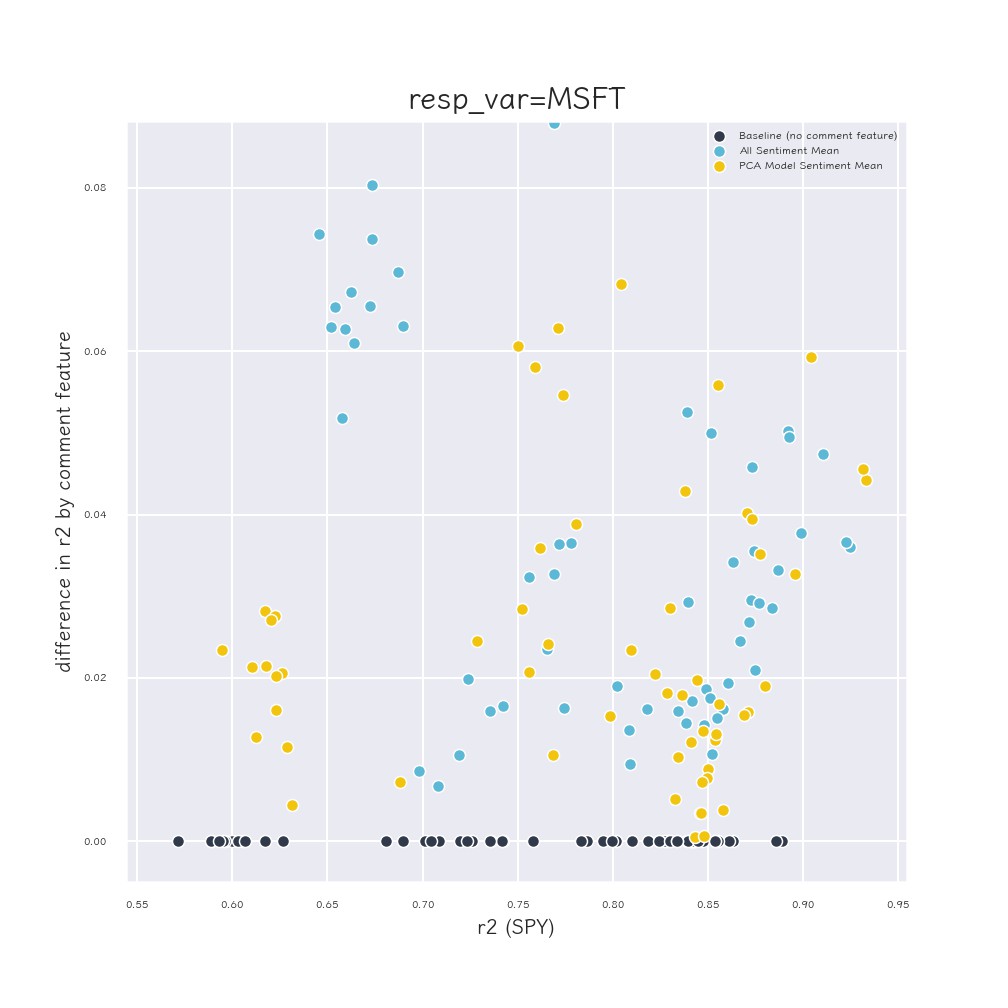 resp_var=MSFT
Baseline (no comment feature)
All Sentiment Mean
PCA Model Sentiment Mean
difference in r2 by comment feature
0.08
0.06
0.04
0.02
0.00
0.55 0.60 0.65 0.70 0.75 0.80 0.85 0.90 0.95
r2 (SPY)